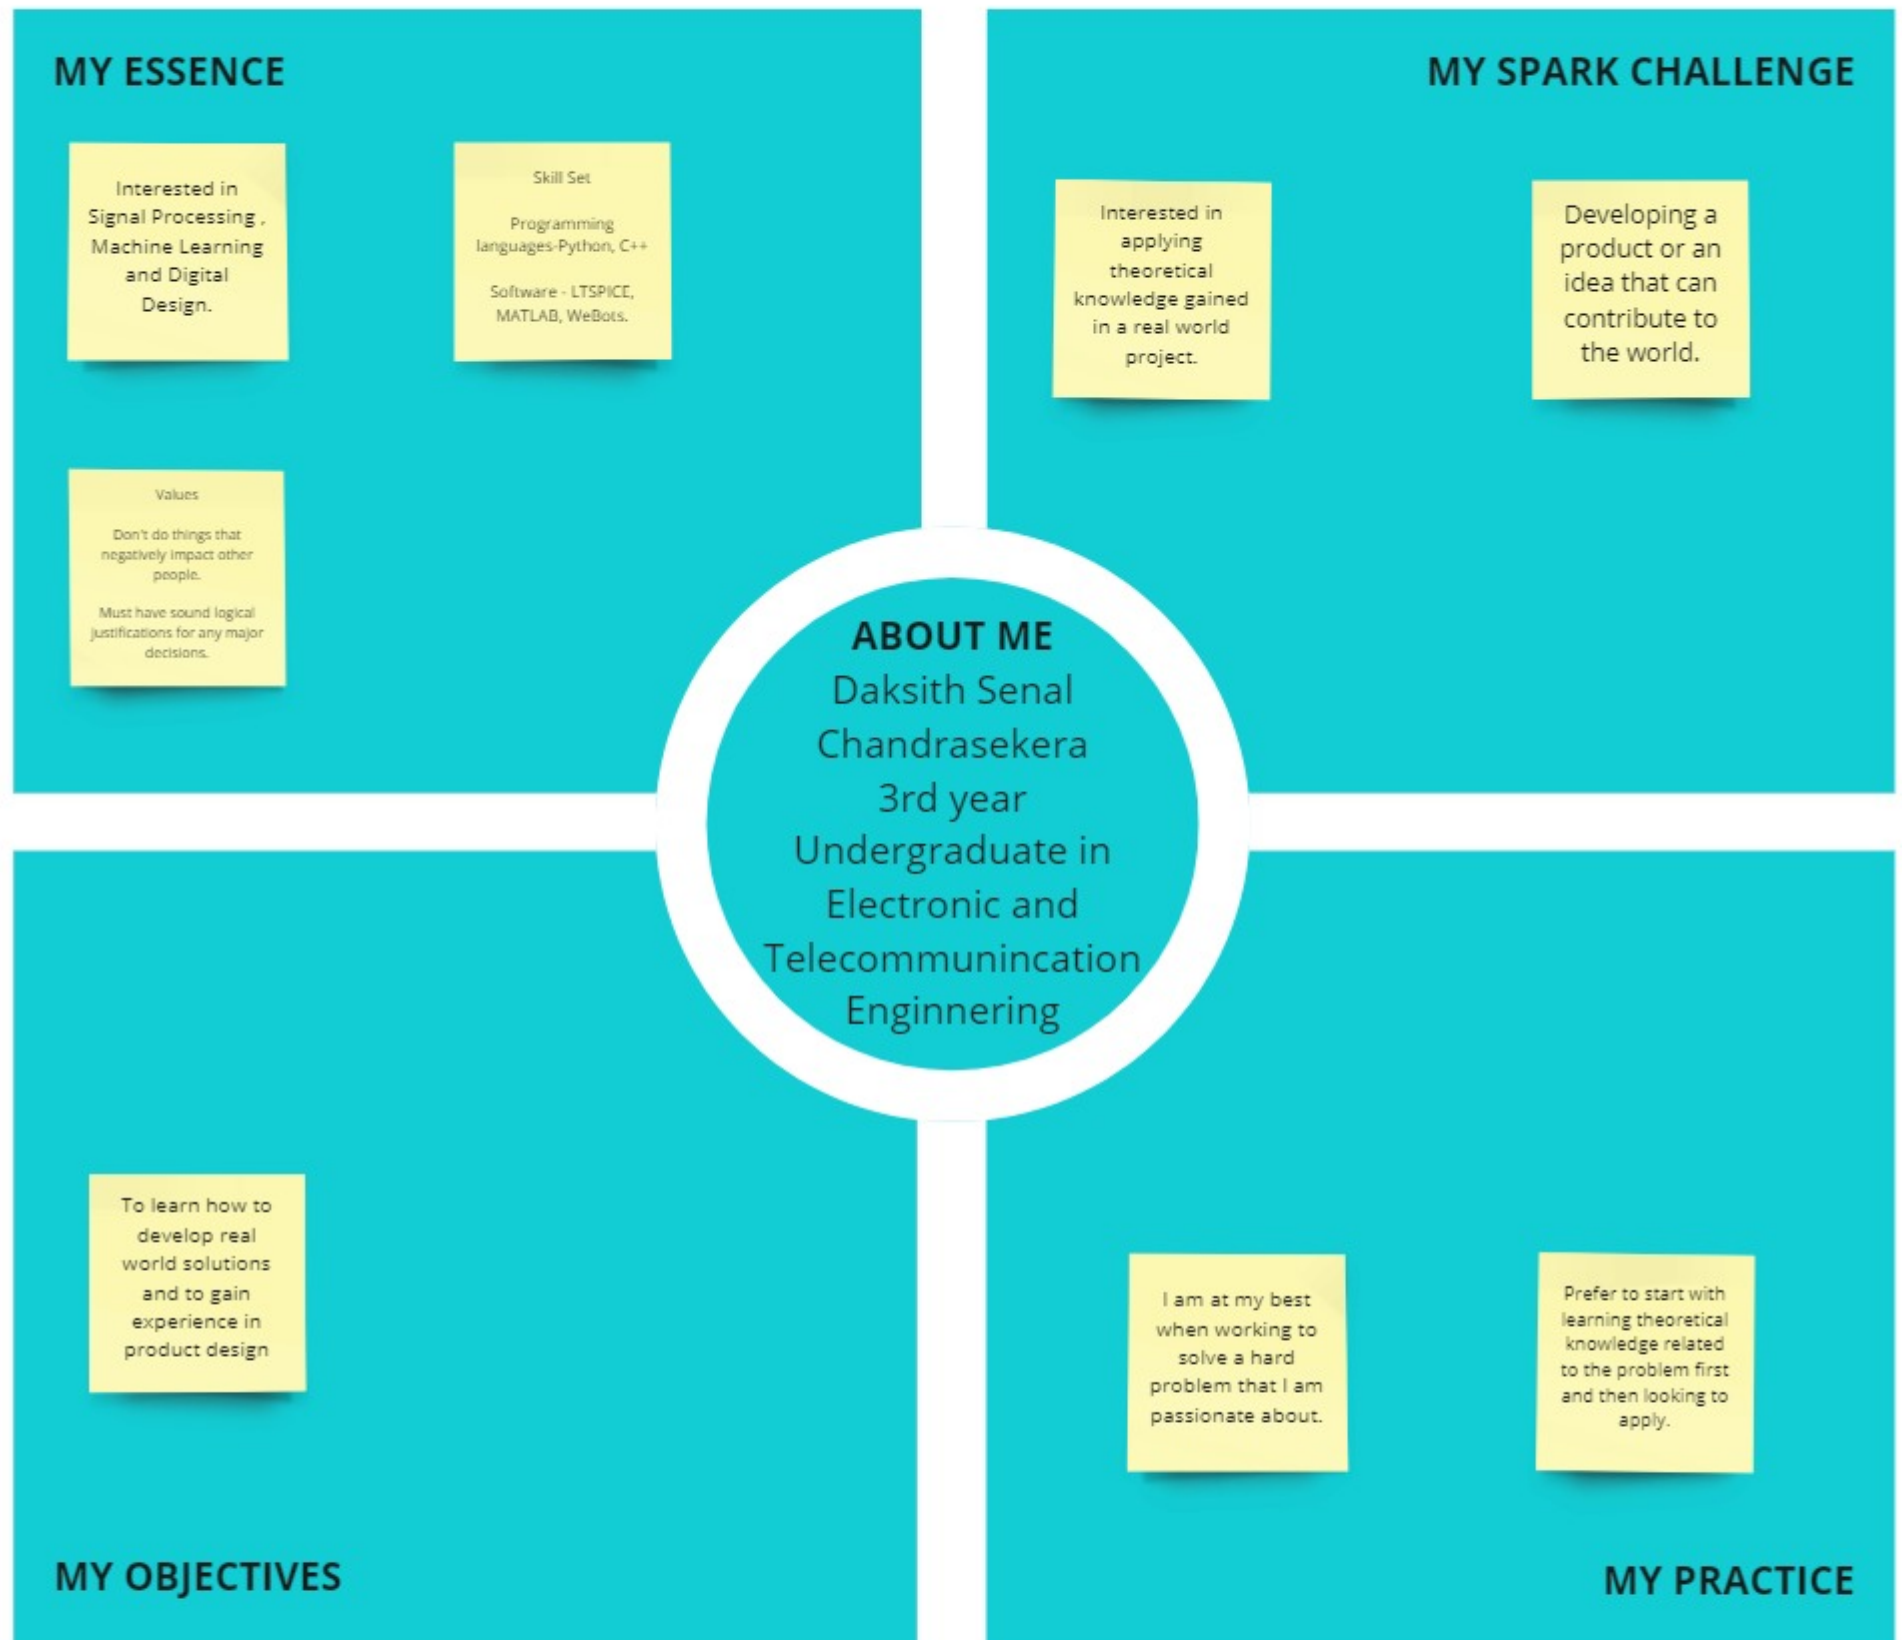 MY ESSENCE
Interested in
Signal Processing ,
Machine Learning
and Digital
Design.
Skill Set
Programming
languages-Python, C++
Software - LTSPICE,
MATLAB, WeBots.
Values
Don't do things that
negatively impact other
people.
Must have sound logical
justifications for any major
decisions.
MY SPARK CHALLENGE
Interested in
applying
theoretical
knowledge gained
in a real world
project.
Developing a
product or an
idea that can
contribute to
the world.
ABOUT ME
Daksith Senal
Chandrasekera
3rd year
Undergraduate in
Electronic and
Telecommunincation
Enginnering
To learn how to
develop real
world solutions
and to gain
experience in
product design
MY OBJECTIVES
I am at my best
when working to
solve a hard
problem that I am
passionate about.
Prefer to start with
learning theoretical
knowledge related
to the problem first
and then looking to
apply.
MY PRACTICE